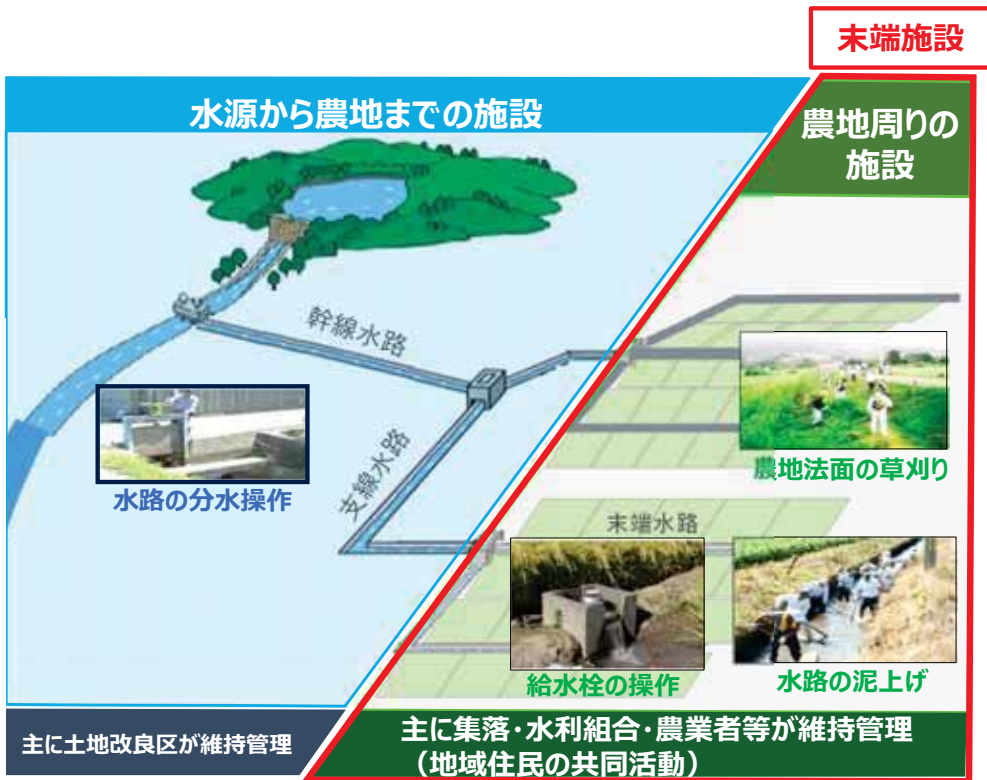 末端施設
水源から農地までの施設
農地周りの
施設
幹線水路
支線水路
水路の分水操作
農地法面の草刈り
末端水路
給水栓の操作
水路の泥上げ
主に土地改良区が維持管理
主に集落・水利組合・農業者等が維持管理
（地域住民の共同活動）